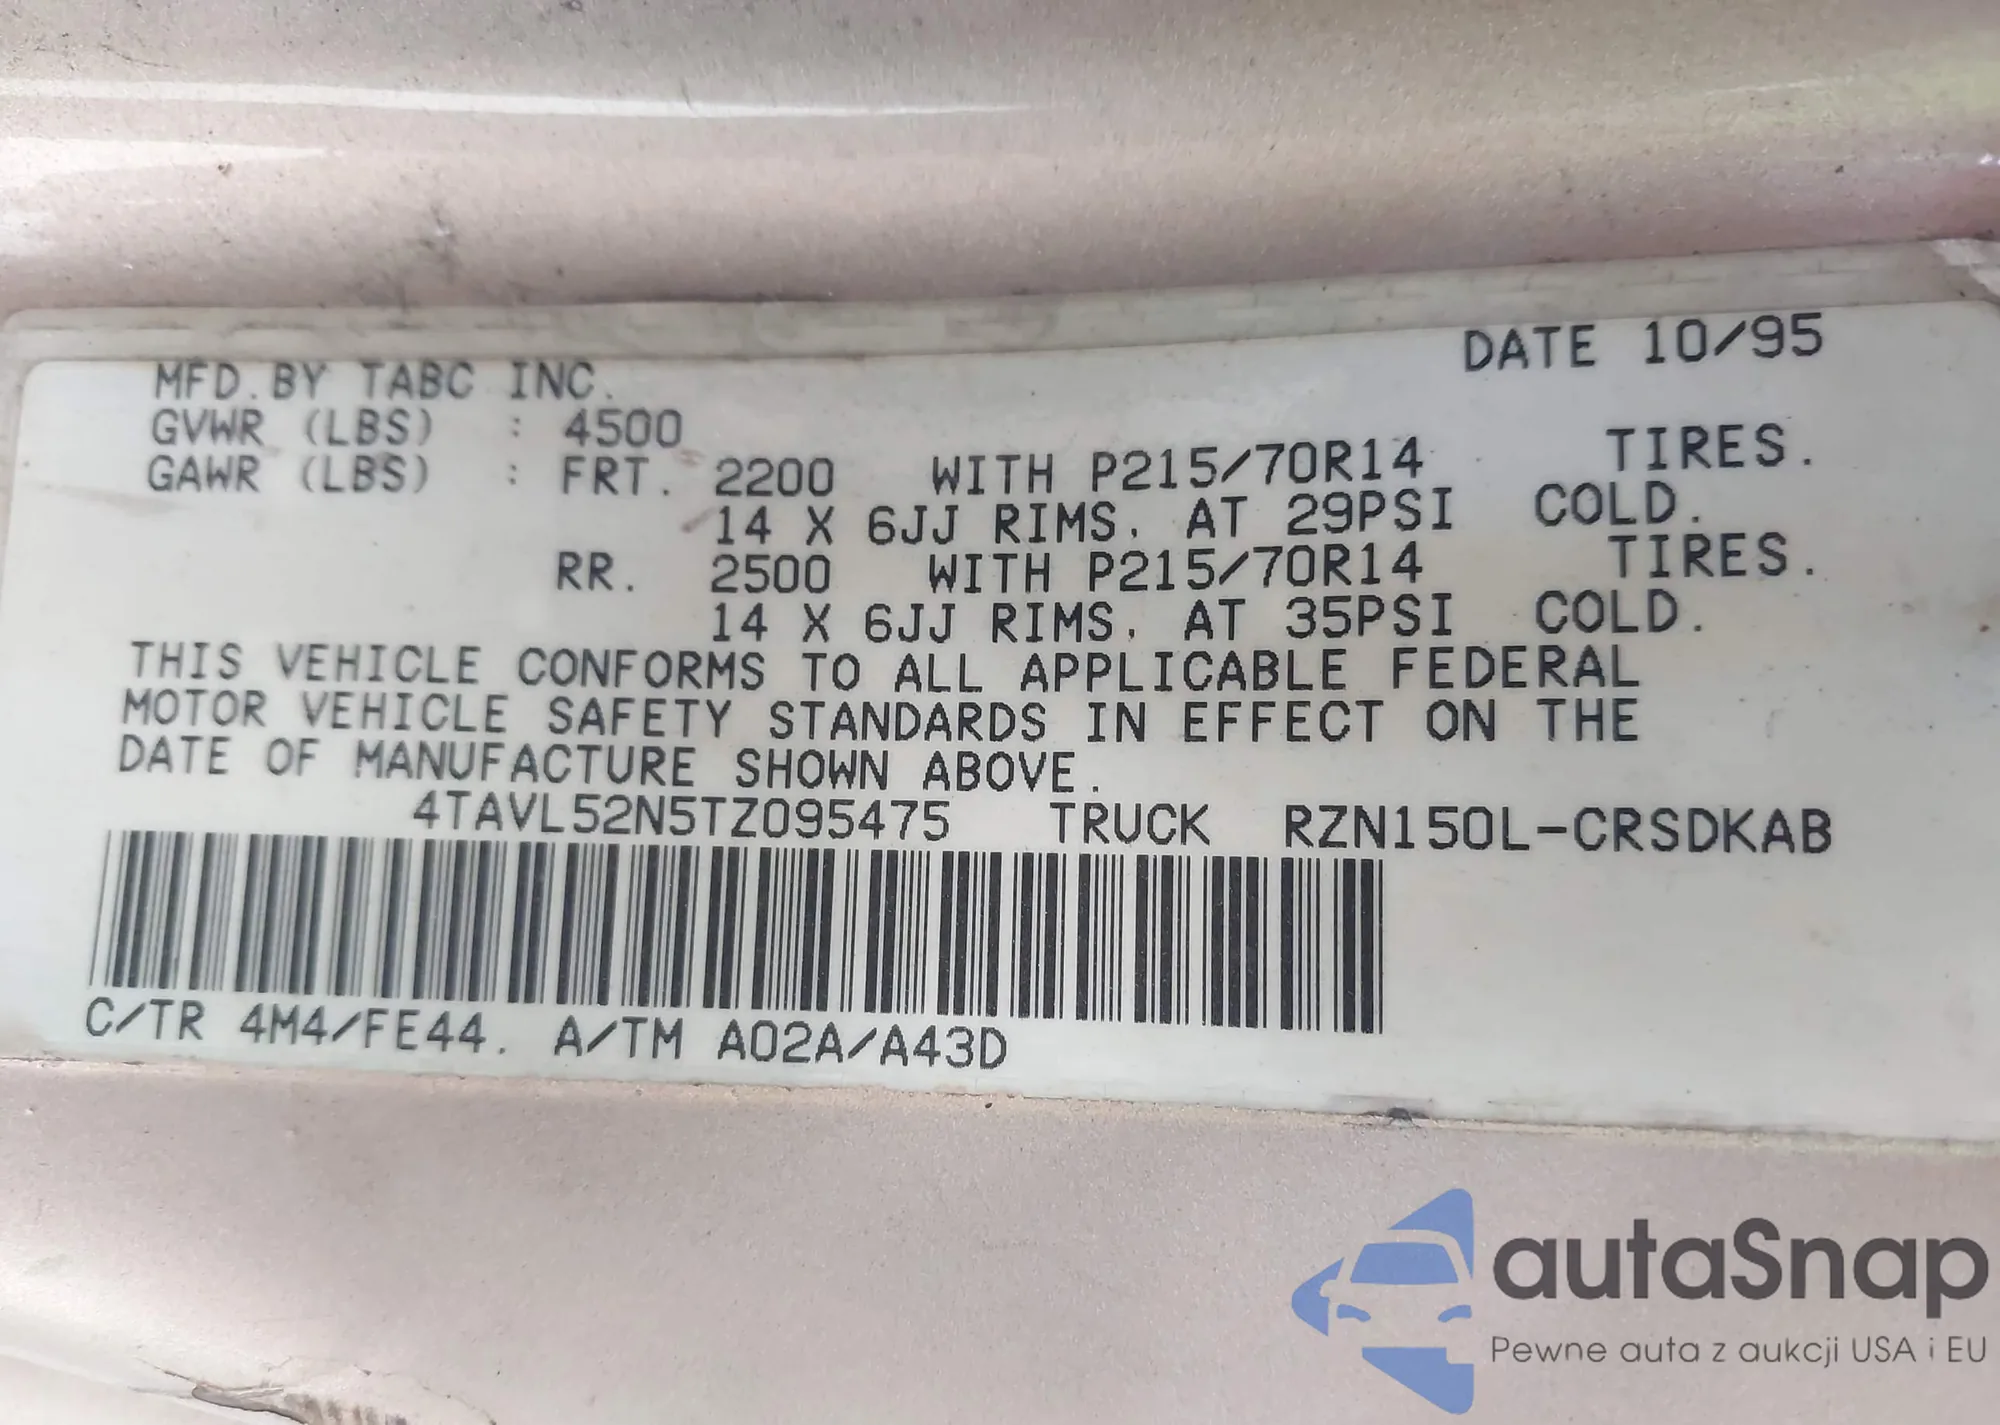 DATE 10/95
MFD.BY TABC INC.
GVWR (LBS) : 4500
GAWR (LBS) : FRT. 2200 WITH P215/70R14 TIRES.
14 X 6JJ RIMS. AT 29PSI COLD.
RR. 2500 WITH P215/70R14 TIRES.
14 X 6JJ RIMS. AT 35PSI COLD.
THIS VEHICLE CONFORMS TO ALL APPLICABLE FEDERAL
MOTOR VEHICLE SAFETY STANDARDS IN EFFECT ON THE
DATE OF MANUFACTURE SHOWN ABOVE.
4TAVL52N5TZ095475 TRUCK RZN150L-CRSDKAB
C/TR 4M4/FE44. A/TM A02A/A43D
autaSnap
Pewne auta z aukcji USA i EU